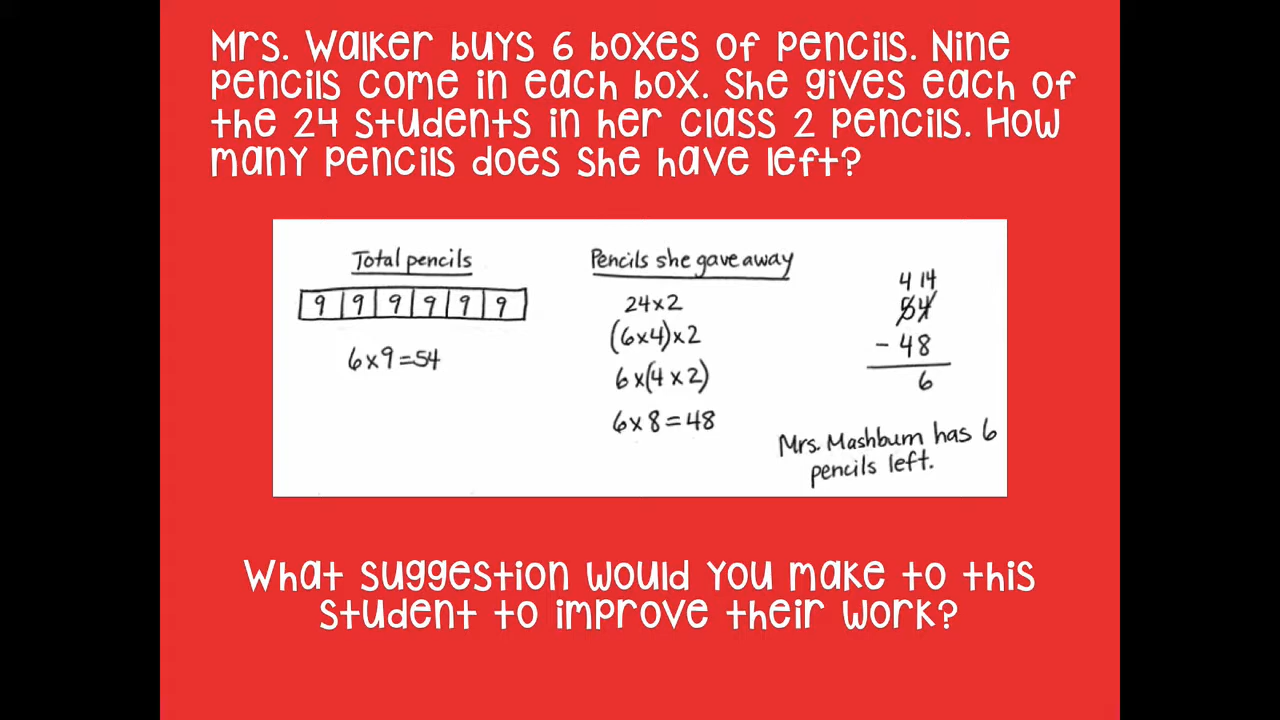 Mrs. Walker buys 6 boxes of pencils. Nine
pencils come in each box. She gives each of
the 24 students in her class 2 pencils. How
many pencils does she have left?
Total pencils
9 9 9 9 9 9
6x9=54
Pencils she gave away
24x2
(6x4)x2
6x(4x2)
6x8=48
4 14
54
- 48
6
Mrs. Mashburn has 6
pencils left.
What suggestion would you make to this
student to improve their work?